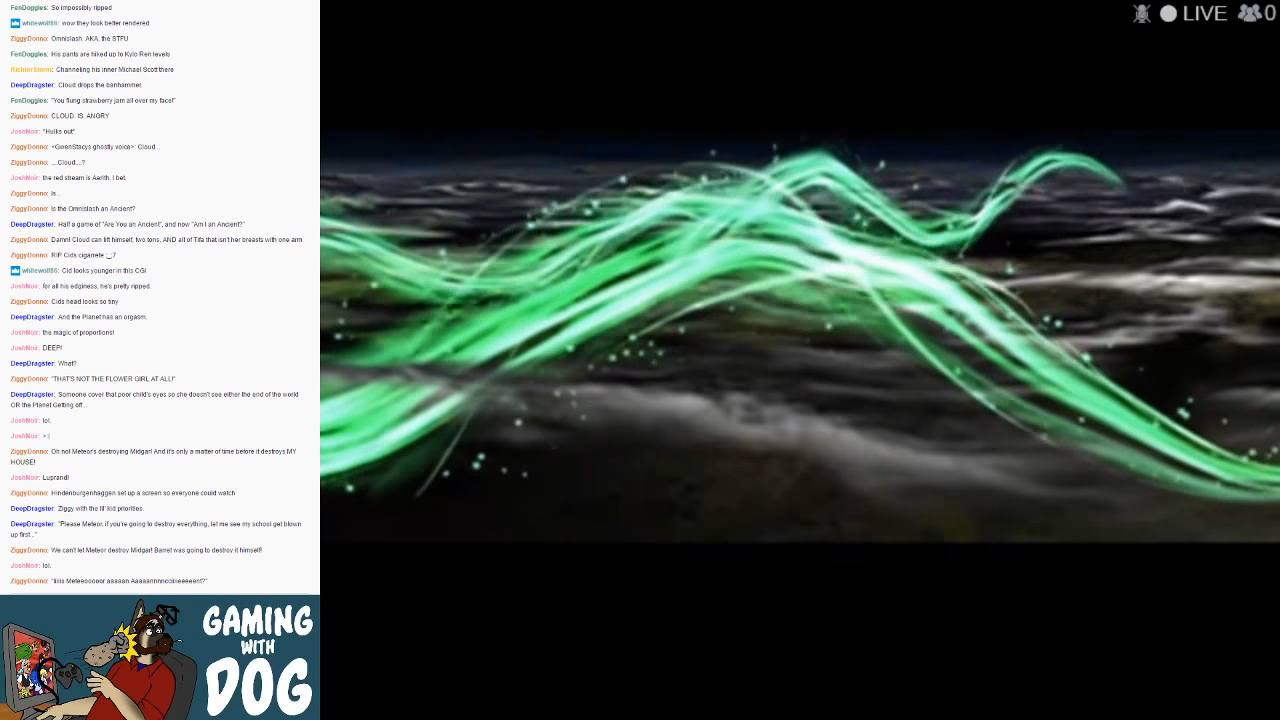 FenDoggles: So impossibly ripped
whitewolf86: wow they look better rendered
ZiggyDonno: Omnislash. AKA, the STFU
FenDoggles: His pants are hiked up to Kylo Ren levels
RichterStorm: Channeling his inner Michael Scott there
DeepDragster: Cloud drops the banhammer.
FenDoggles: "You flung strawberry jam all over my face!"
ZiggyDonno: CLOUD. IS. ANGRY
JoshNoir: *Hulks out*
ZiggyDonno: <GwenStacys ghostly voice>: Cloud...
ZiggyDonno: ....Cloud....?
JoshNoir: the red stream is Aerith, I bet.
ZiggyDonno: Is...
ZiggyDonno: Is the Omnislash an Ancient?
DeepDragster: Half a game of "Are You an Ancient", and now "Am I an Ancient?"
ZiggyDonno: Damn! Cloud can lift himself, two tons, AND all of Tifa that isn't her breasts with one arm
ZiggyDonno: RIP Cids cigarrete ;_;7
whitewolf86: Cid looks younger in this CGI
JoshNoir: for all his edginess, he's pretty ripped.
ZiggyDonno: Cids head looks so tiny
DeepDragster: And the Planet has an orgasm.
JoshNoir: the magic of proportions!
JoshNoir: DEEP!
DeepDragster: What?
ZiggyDonno: "THAT'S NOT THE FLOWER GIRL AT ALL!"
DeepDragster: Someone cover that poor child's eyes so she doesn't see either the end of the world
OR the Planet Getting off...
JoshNoir: lol.
JoshNoir: >:(
ZiggyDonno: Oh no! Meteor's destroying Midgar! And it's only a matter of time before it destroys MY
HOUSE!
JoshNoir: Luprand!
ZiggyDonno: Hindenburgenhaggen set up a screen so everyone could watch
DeepDragster: Ziggy with the lil' kid priorities.
DeepDragster: "Please Meteor, if you're going to destroy everything, let me see my school get blown
up first..."
ZiggyDonno: We can't let Meteor destroy Midgar! Barret was going to destroy it himself!
JoshNoir: lol.
GAMING
WITH
DOG
LIVE 0